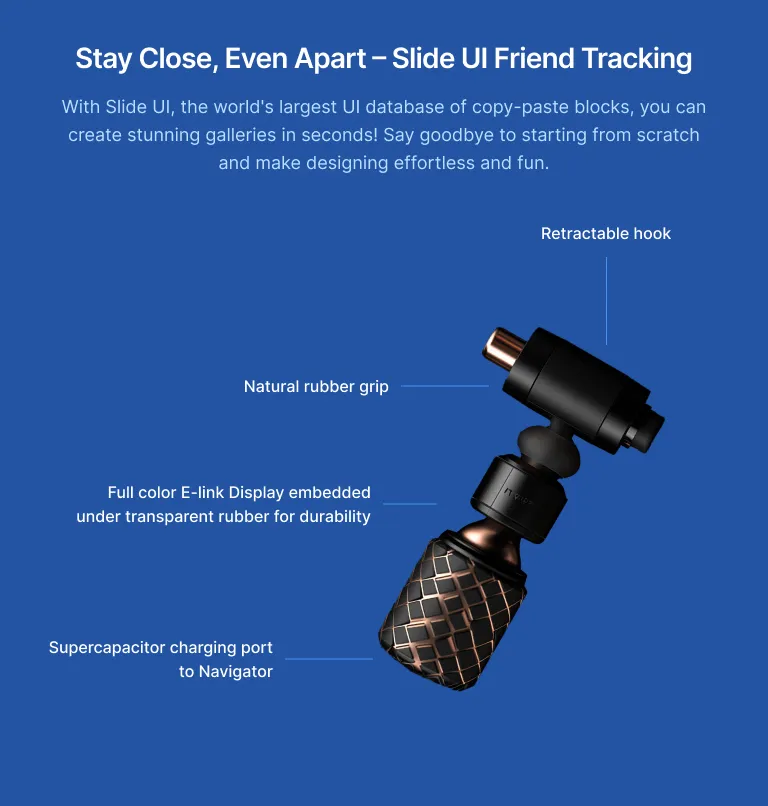 Stay Close, Even Apart – Slide UI Friend Tracking
With Slide UI, the world's largest UI database of copy-paste blocks, you can
create stunning galleries in seconds! Say goodbye to starting from scratch
and make designing effortless and fun.
Retractable hook
Natural rubber grip
Full color E-link Display embedded
under transparent rubber for durability
Supercapacitor charging port
to Navigator